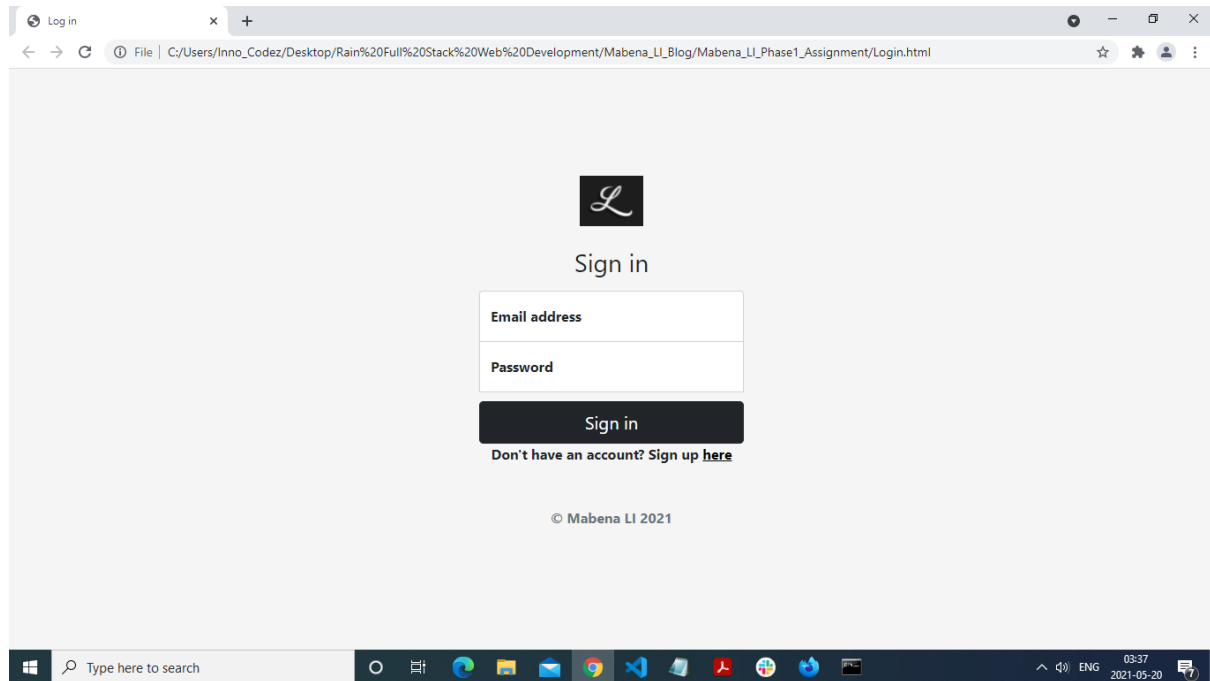 Log in
File | C:/Users/Inno_Codez/Desktop/Rain%20Full%20Stack%20Web%20Development/Mabena_LI_Blog/Mabena_LI_Phase1_Assignment/Login.html
L
Sign in
Email address
Password
Sign in
Don't have an account? Sign up here
© Mabena LI 2021
Type here to search
ENG
03:37
2021-05-20
7